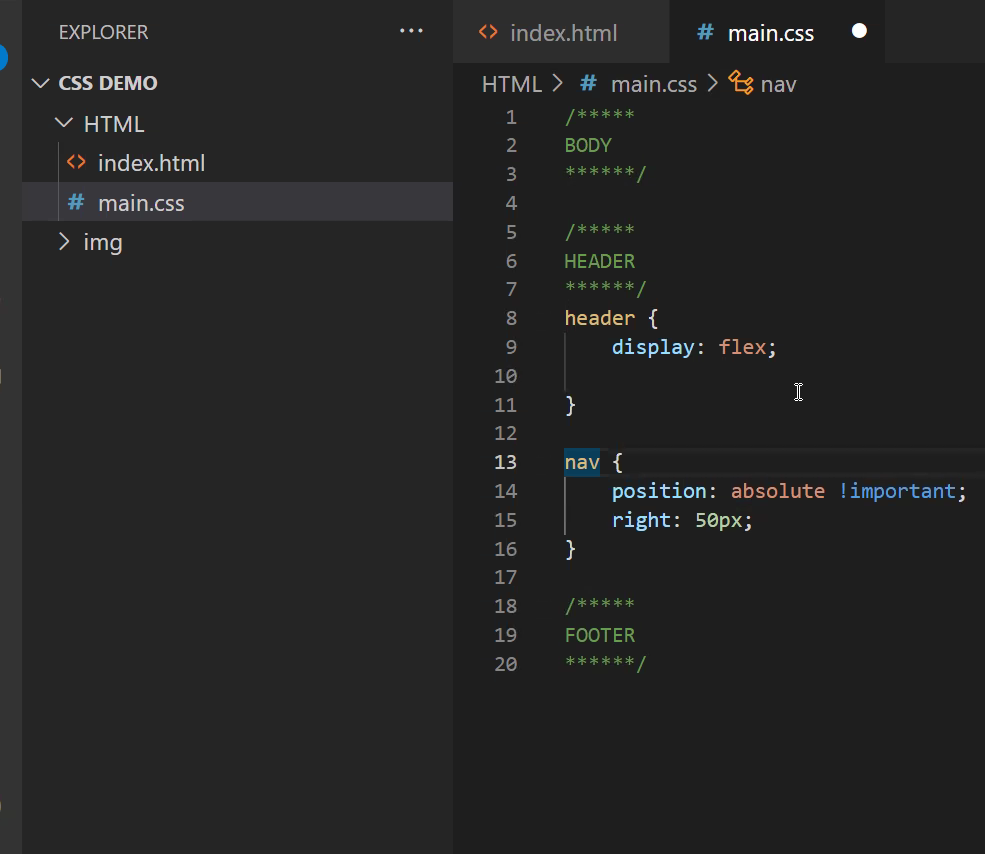 EXPLORER ···
CSS DEMO
HTML
<> index.html
# main.css
img
<> index.html # main.css
HTML > # main.css > nav
1 /*****
2 BODY
3 ******/
4
5 /*****
6 HEADER
7 ******/
8 header {
9 display: flex;
10
11 }
12
13 nav {
14 position: absolute !important;
15 right: 50px;
16 }
17
18 /*****
19 FOOTER
20 ******/